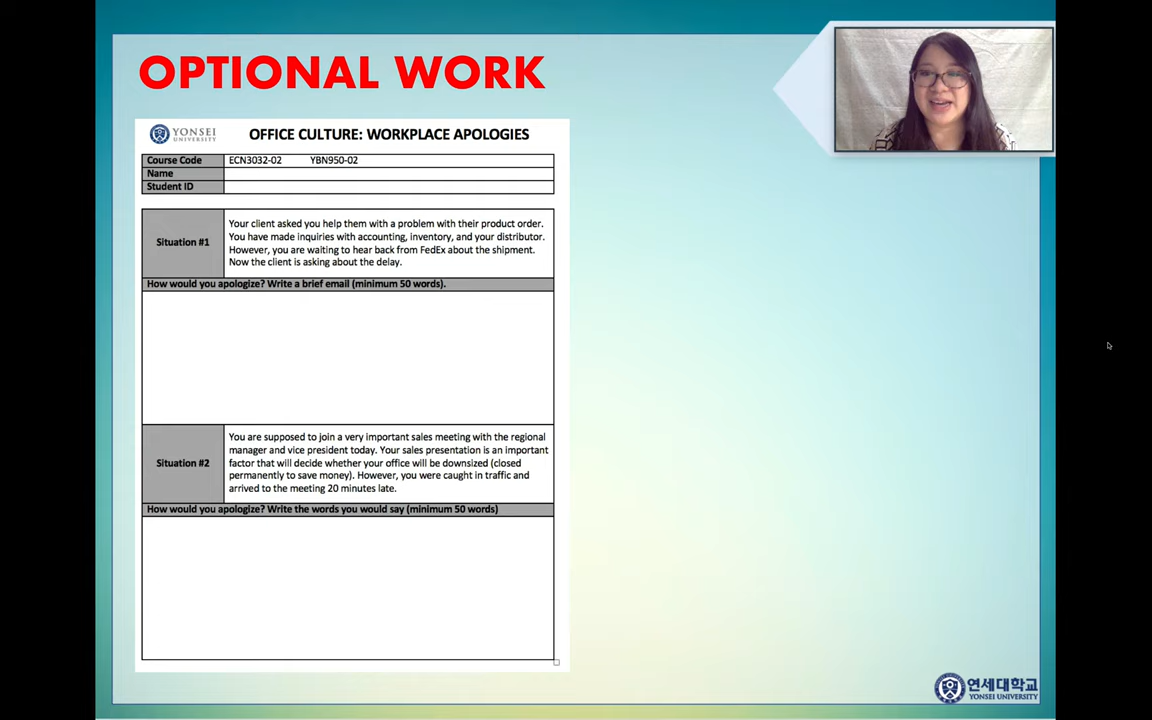 OPTIONAL WORK
YONSEI
UNIVERSITY
OFFICE CULTURE: WORKPLACE APOLOGIES
Course Code ECN3032-02 YBN950-02
Name
Student ID
Situation #1
Your client asked you help them with a problem with their product order.
You have made inquiries with accounting, inventory, and your distributor.
However, you are waiting to hear back from FedEx about the shipment.
Now the client is asking about the delay.
How would you apologize? Write a brief email (minimum 50 words).
Situation #2
You are supposed to join a very important sales meeting with the regional
manager and vice president today. Your sales presentation is an important
factor that will decide whether your office will be downsized (closed
permanently to save money). However, you were caught in traffic and
arrived to the meeting 20 minutes late.
How would you apologize? Write the words you would say (minimum 50 words)
연세대학교
YONSEI UNIVERSITY